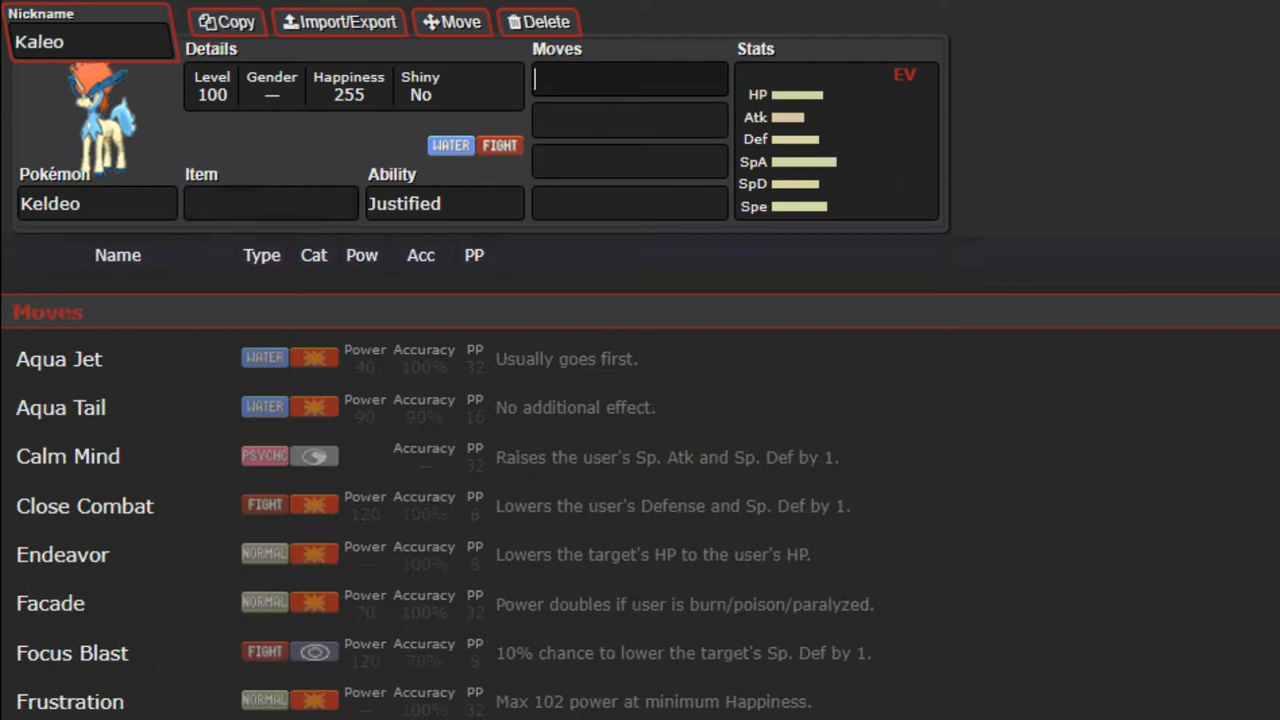 Nickname
Kaleo
Copy Import/Export Move Delete
Details Moves Stats
Level Gender Happiness Shiny
100 — 255 No
EV
HP
Atk
Def
SpA
SpD
Spe
WATER FIGHT
Pokémon Item Ability
Keldeo Justified
Name Type Cat Pow Acc PP
Moves
Aqua Jet WATER Power 40 Accuracy 100% PP 32 Usually goes first.
Aqua Tail WATER Power 90 Accuracy 90% PP 16 No additional effect.
Calm Mind PSYCHC Accuracy — PP 32 Raises the user's Sp. Atk and Sp. Def by 1.
Close Combat FIGHT Power 120 Accuracy 100% PP 8 Lowers the user's Defense and Sp. Def by 1.
Endeavor NORMAL Power — Accuracy 100% PP 8 Lowers the target's HP to the user's HP.
Facade NORMAL Power 70 Accuracy 100% PP 32 Power doubles if user is burn/poison/paralyzed.
Focus Blast FIGHT Power 120 Accuracy 70% PP 8 10% chance to lower the target's Sp. Def by 1.
Frustration NORMAL Power — Accuracy 100% PP 32 Max 102 power at minimum Happiness.